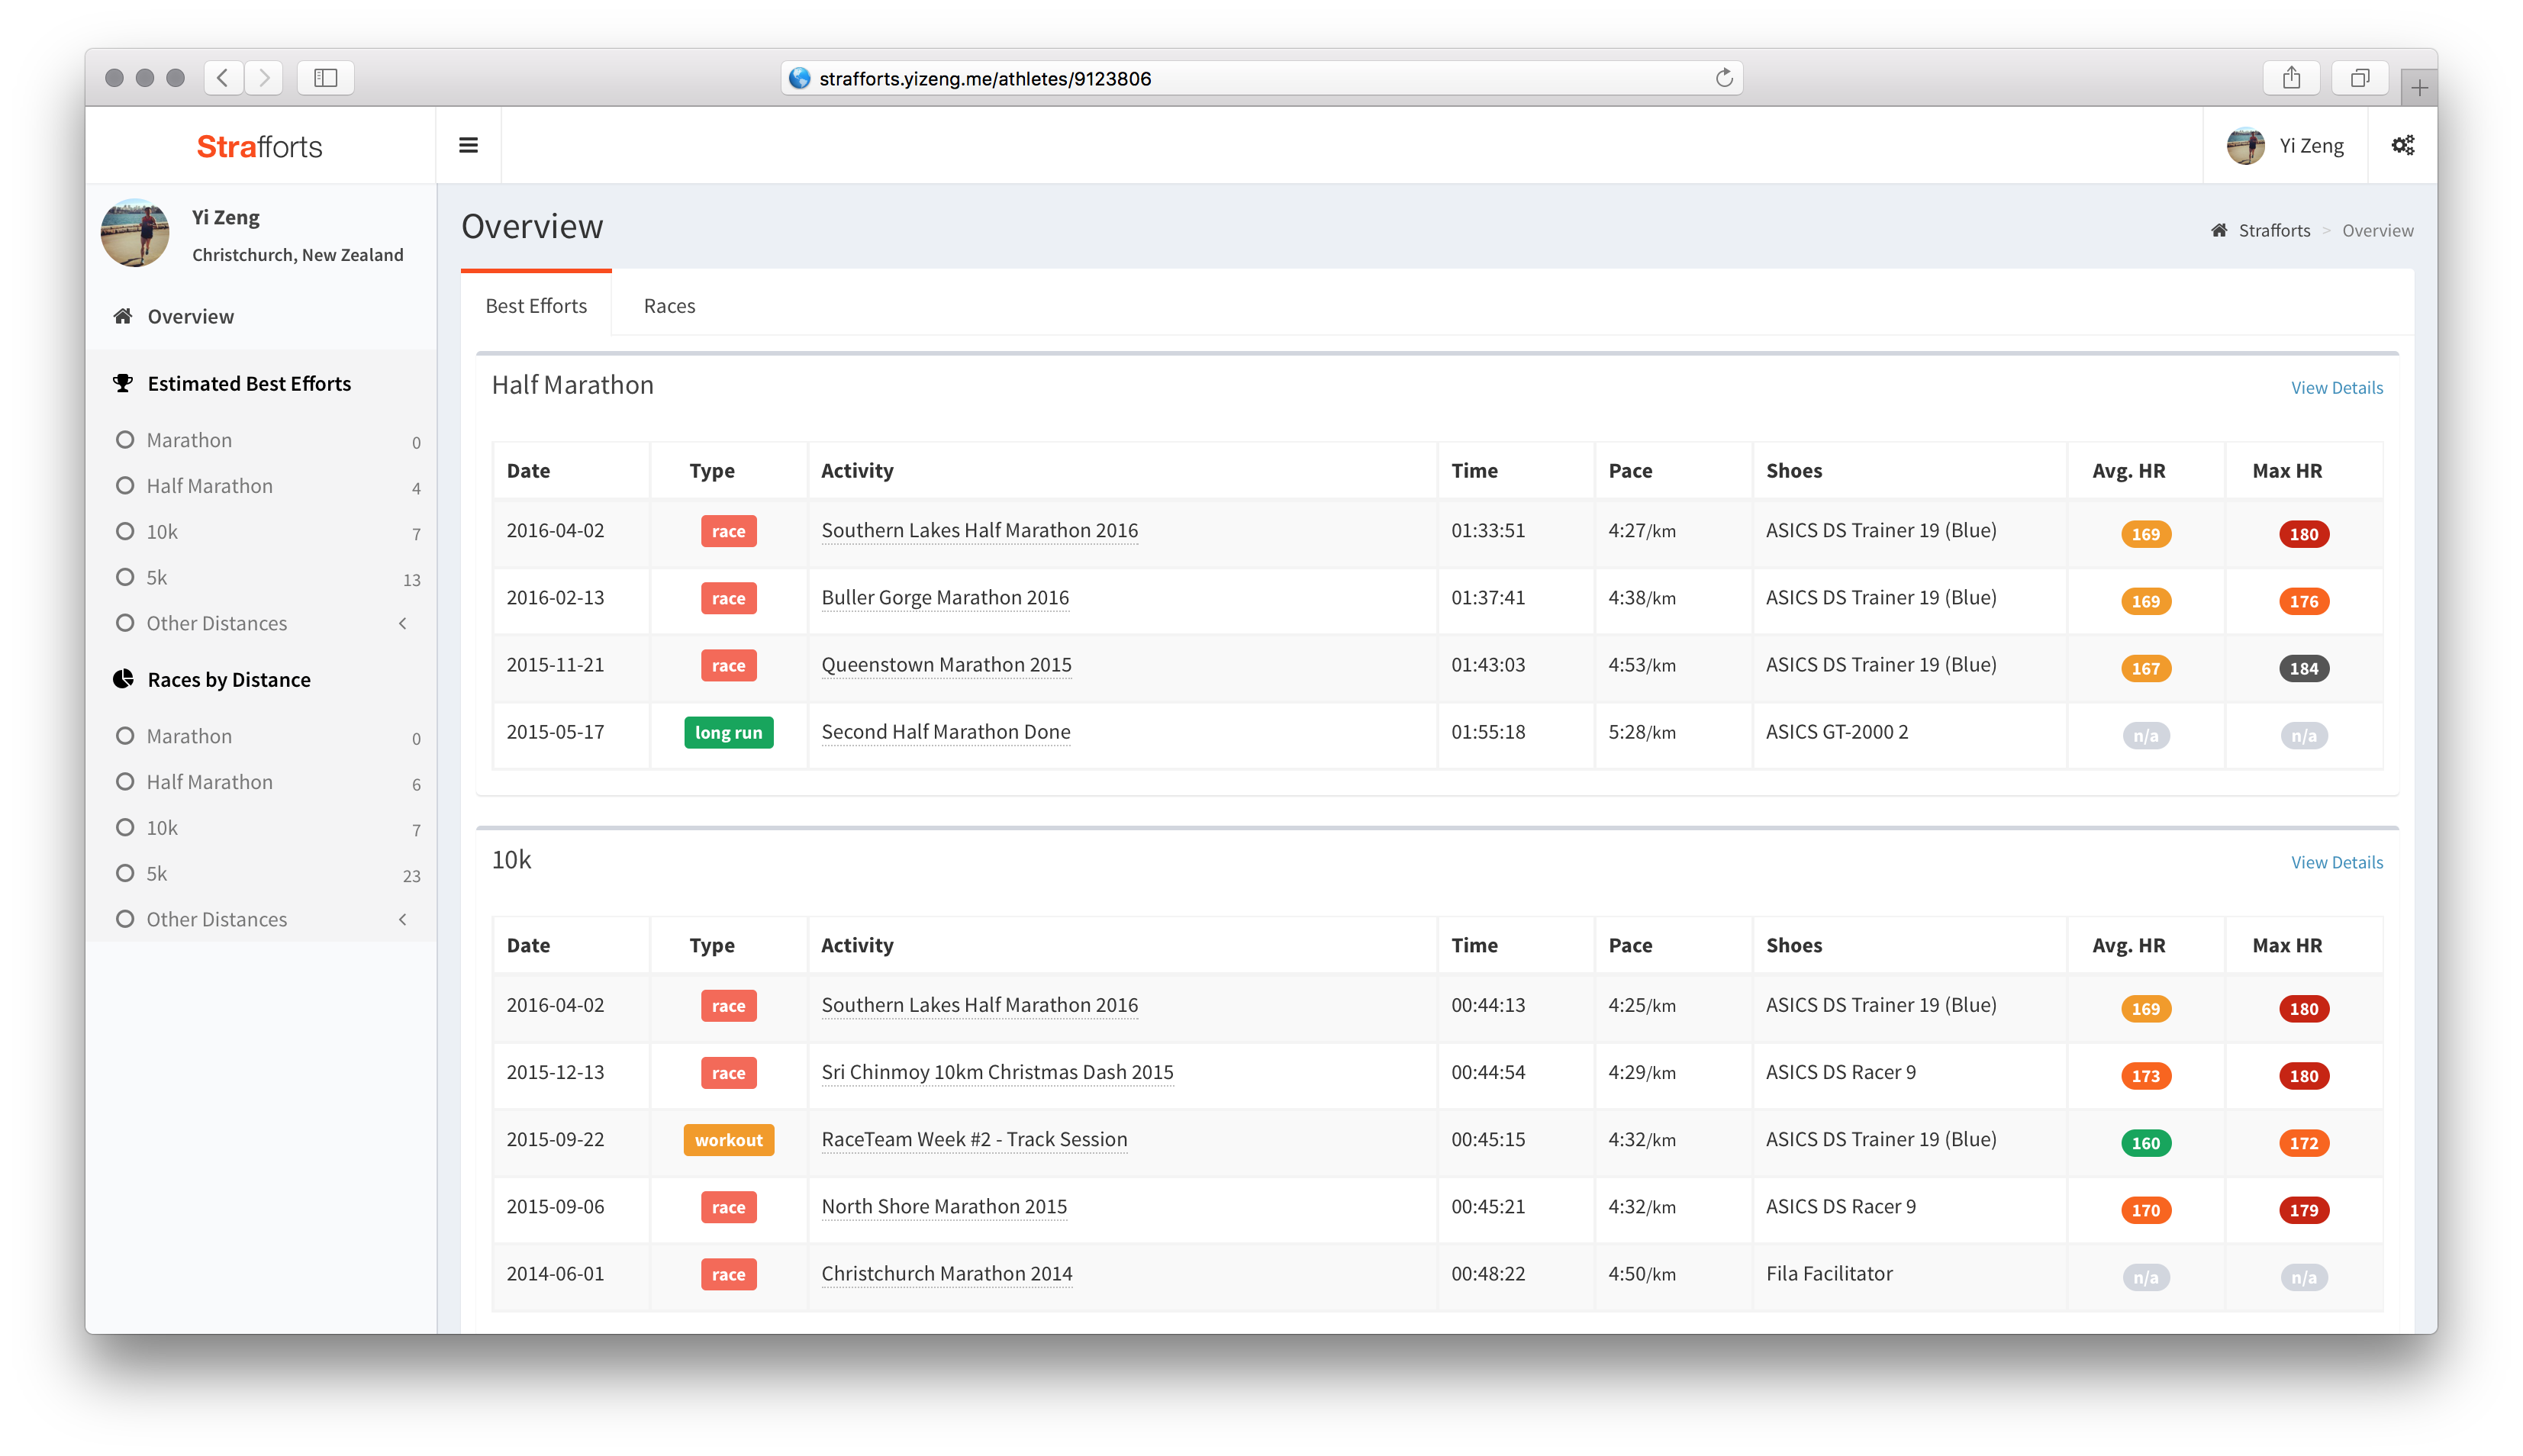 strafforts.yizeng.me/athletes/9123806
Strafforts
Yi Zeng
Yi Zeng
Christchurch, New Zealand
Overview
Estimated Best Efforts
Marathon 0
Half Marathon 4
10k 7
5k 13
Other Distances
Races by Distance
Marathon 0
Half Marathon 6
10k 7
5k 23
Other Distances
Overview
Strafforts > Overview
Best Efforts Races
Half Marathon View Details
Date Type Activity Time Pace Shoes Avg. HR Max HR
2016-04-02 race Southern Lakes Half Marathon 2016 01:33:51 4:27/km ASICS DS Trainer 19 (Blue) 169 180
2016-02-13 race Buller Gorge Marathon 2016 01:37:41 4:38/km ASICS DS Trainer 19 (Blue) 169 176
2015-11-21 race Queenstown Marathon 2015 01:43:03 4:53/km ASICS DS Trainer 19 (Blue) 167 184
2015-05-17 long run Second Half Marathon Done 01:55:18 5:28/km ASICS GT-2000 2 n/a n/a
10k View Details
Date Type Activity Time Pace Shoes Avg. HR Max HR
2016-04-02 race Southern Lakes Half Marathon 2016 00:44:13 4:25/km ASICS DS Trainer 19 (Blue) 169 180
2015-12-13 race Sri Chinmoy 10km Christmas Dash 2015 00:44:54 4:29/km ASICS DS Racer 9 173 180
2015-09-22 workout RaceTeam Week #2 - Track Session 00:45:15 4:32/km ASICS DS Trainer 19 (Blue) 160 172
2015-09-06 race North Shore Marathon 2015 00:45:21 4:32/km ASICS DS Racer 9 170 179
2014-06-01 race Christchurch Marathon 2014 00:48:22 4:50/km Fila Facilitator n/a n/a